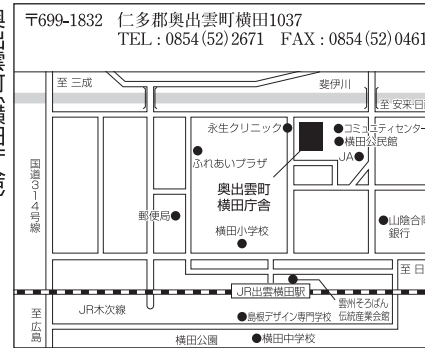 〒699-1832 仁多郡奥出雲町横田1037
TEL : 0854(52)2671 FAX : 0854(52)0461
至 三成
斐伊川
至 安来・日
永生クリニック
コミュニティセンター
横田公民館
JA
ふれあいプラザ
国道314号線
奥出雲町
横田庁舎
郵便局
横田小学校
山陰合同
銀行
至 日
JR出雲横田駅
雲州そろばん
伝統産業会館
至 広島
JR木次線
島根デザイン専門学校
横田公園
横田中学校